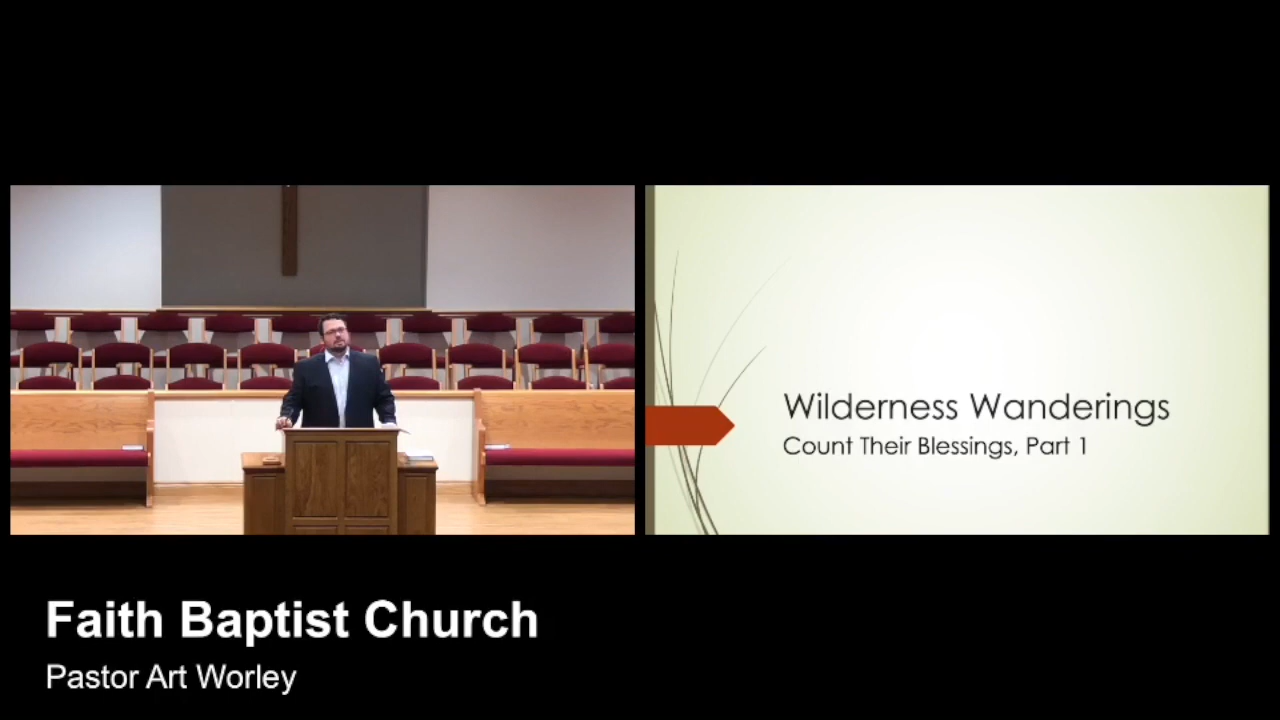 Wilderness Wanderings
Count Their Blessings, Part 1
Faith Baptist Church
Pastor Art Worley